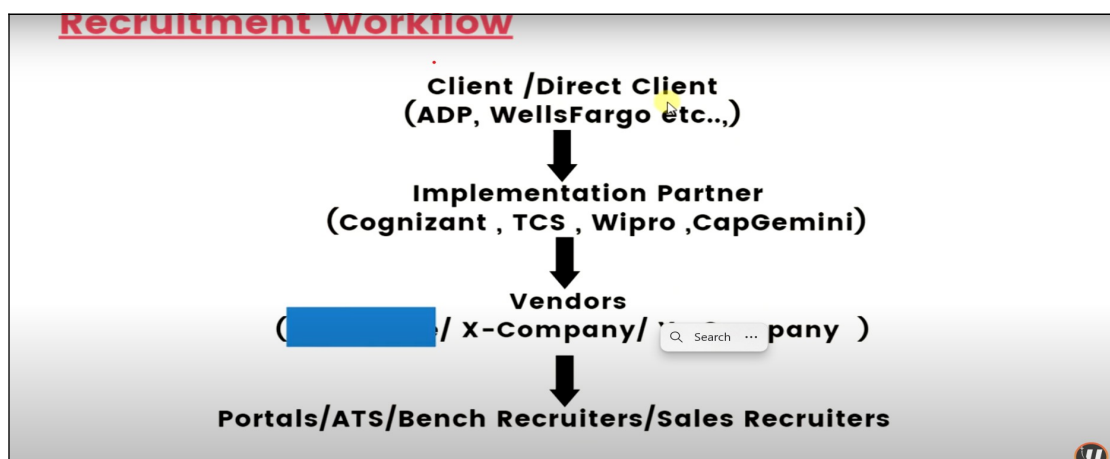 Recruitment Workflow
Client /Direct Client
(ADP, WellsFargo etc..,)
Implementation Partner
(Cognizant , TCS , Wipro ,CapGemini)
Vendors
( / X-Company/ pany )
Search ...
Portals/ATS/Bench Recruiters/Sales Recruiters